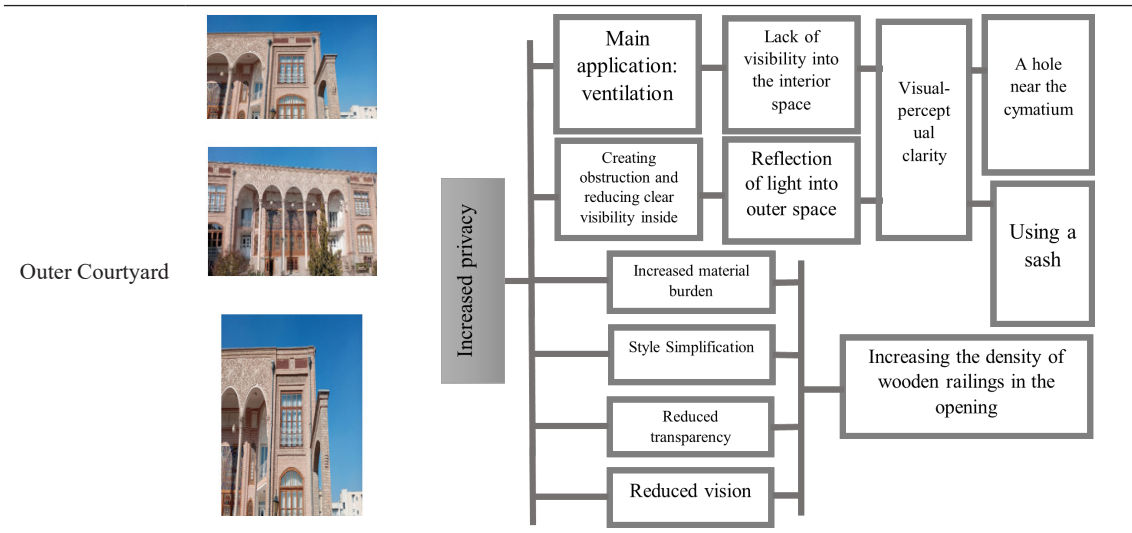 Outer Courtyard
Increased privacy
Main
application:
ventilation
Lack of
visibility into
the interior
space
Visual-
percept
ual
clarity
A hole
near the
cymatium
Creating
obstruction and
reducing clear
visibility inside
Reflection
of light into
outer space
Using a
sash
Increased material
burden
Style Simplification
Reduced
transparency
Reduced vision
Increasing the density of
wooden railings in the
opening